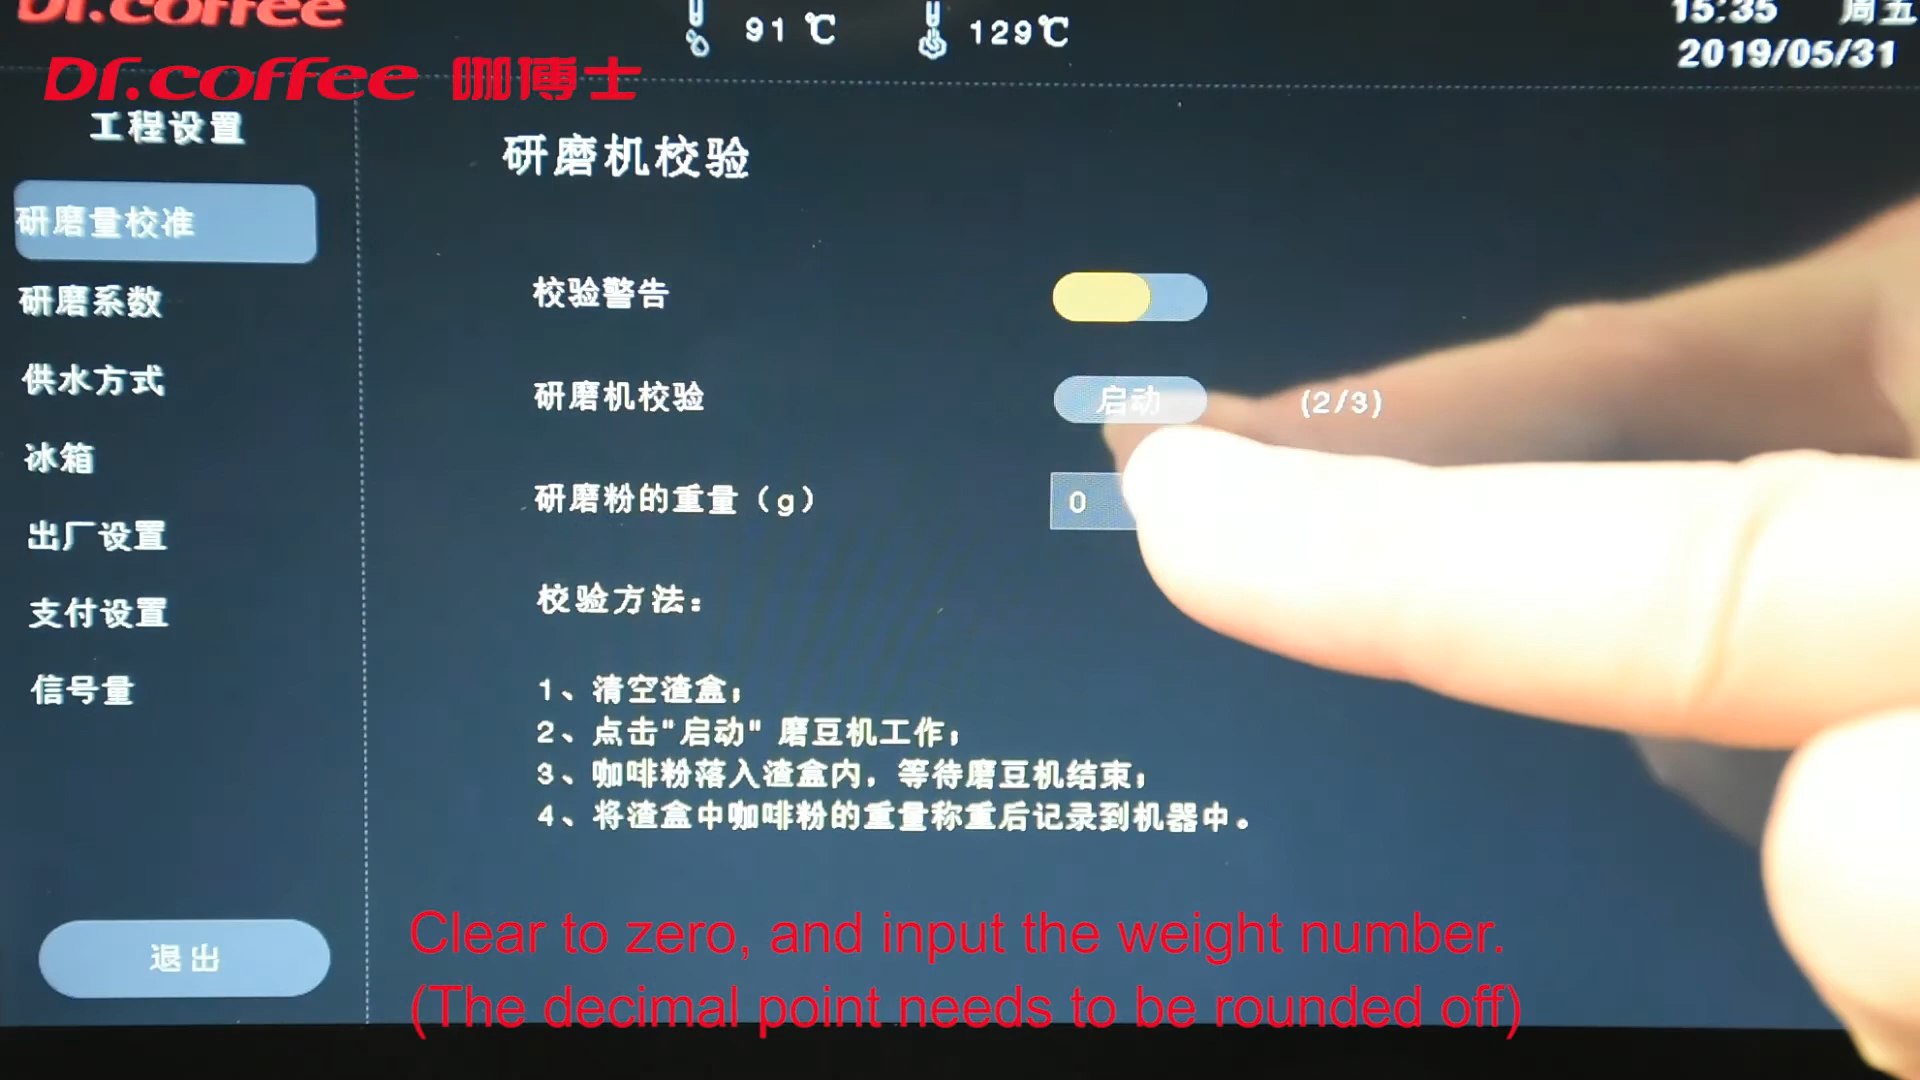 Dr.coffee
91℃
129℃
15:35 周五
2019/05/31
Dr.coffee 咖博士
工程设置
研磨量校准
研磨系数
供水方式
冰箱
出厂设置
支付设置
信号量
退出
研磨机校验
校验警告
研磨机校验 启动 (2/3)
研磨粉的重量（g） 0
校验方法：
1、清空渣盒；
2、点击"启动" 磨豆机工作；
3、咖啡粉落入渣盒内，等待磨豆机结束；
4、将渣盒中咖啡粉的重量称重后记录到机器中。
Clear to zero, and input the weight number.
(The decimal point needs to be rounded off)